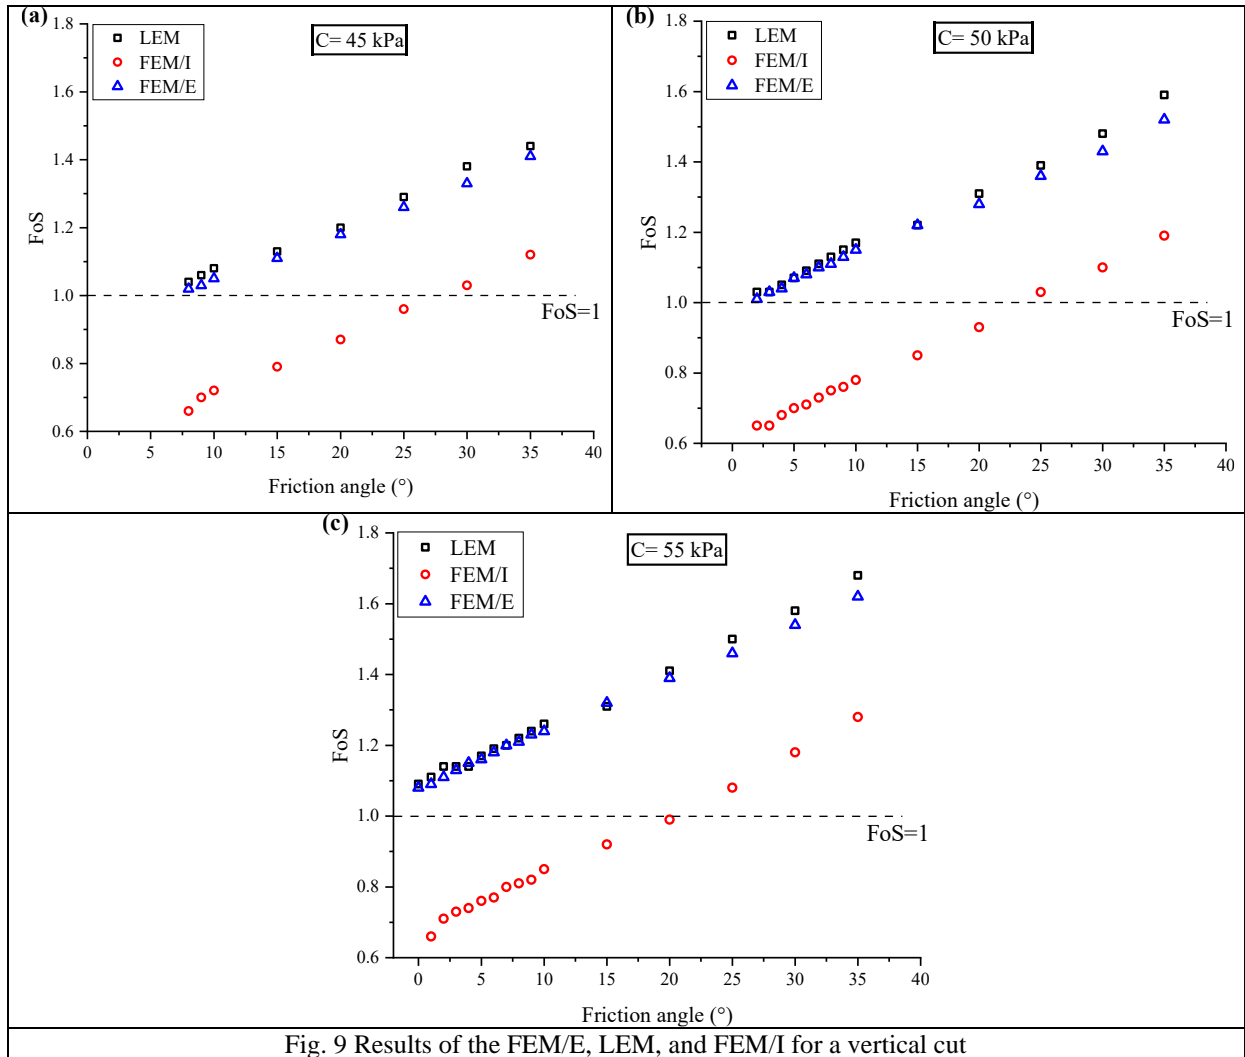 (a)
C= 45 kPa
LEM
FEM/I
FEM/E
1.8
1.6
1.4
1.2
1.0
0.8
0.6
FoS
FoS=1
0 5 10 15 20 25 30 35 40
Friction angle (°)
(b)
C= 50 kPa
LEM
FEM/I
FEM/E
1.8
1.6
1.4
1.2
1.0
0.8
0.6
FoS
FoS=1
0 5 10 15 20 25 30 35 40
Friction angle (°)
(c)
C= 55 kPa
LEM
FEM/I
FEM/E
1.8
1.6
1.4
1.2
1.0
0.8
0.6
FoS
FoS=1
0 5 10 15 20 25 30 35 40
Friction angle (°)
Fig. 9 Results of the FEM/E, LEM, and FEM/I for a vertical cut